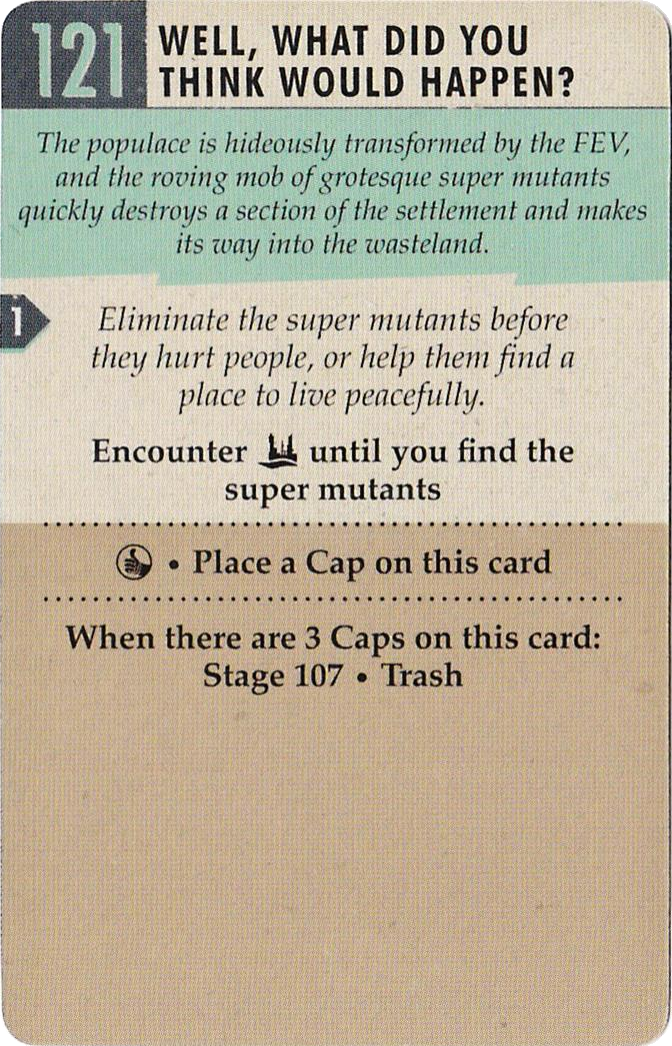 121
WELL, WHAT DID YOU
THINK WOULD HAPPEN?
The populace is hideously transformed by the FEV,
and the roving mob of grotesque super mutants
quickly destroys a section of the settlement and makes
its way into the wasteland.
1
Eliminate the super mutants before
they hurt people, or help them find a
place to live peacefully.
Encounter until you find the
super mutants
• Place a Cap on this card
When there are 3 Caps on this card:
Stage 107 • Trash